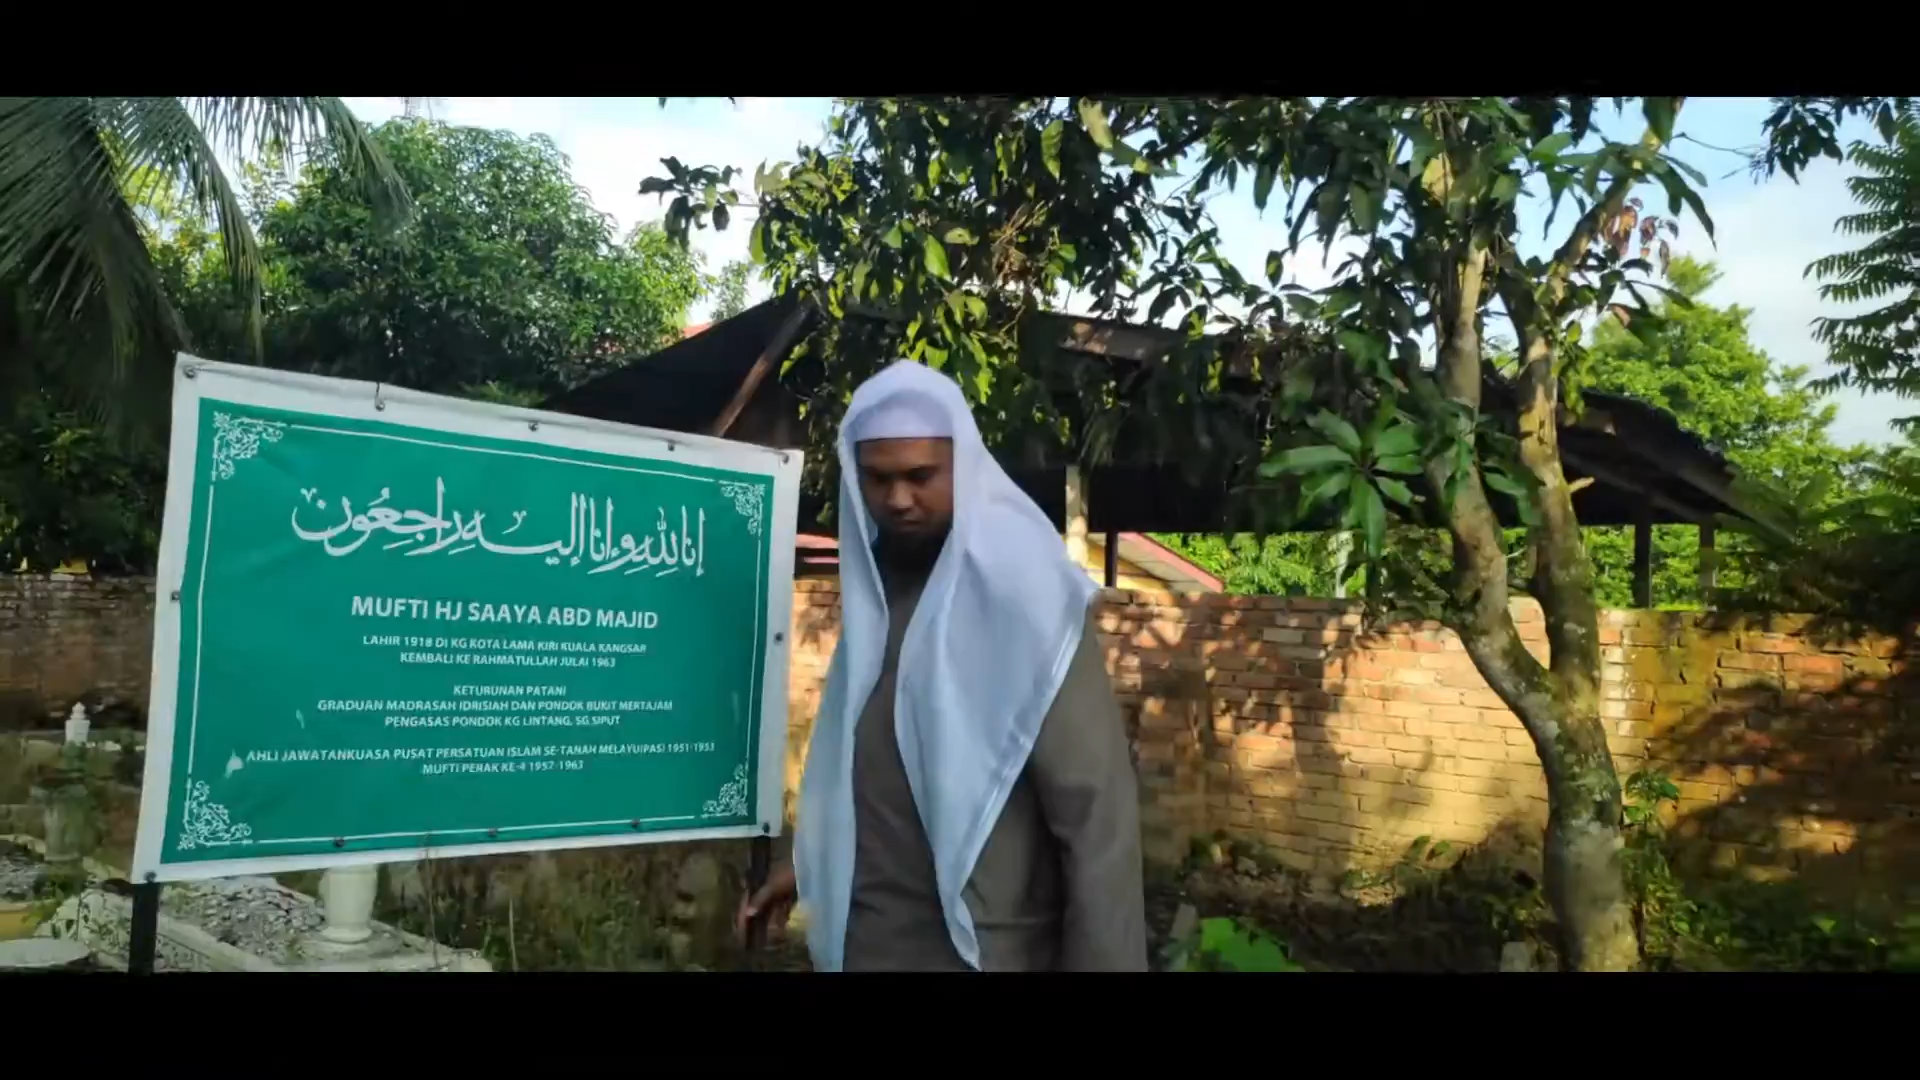 إنا لله وإنا إليه راجعون
MUFTI HJ SAAYA ABD MAJID
LAHIR 1918 DI KG KOTA LAMA KIRI KUALA KANGSAR
KEMBALI KE RAHMATULLAH JULAI 1963
KETURUNAN PATANI
GRADUAN MADRASAH IDRISIAH DAN PONDOK BUKIT MERTAJAM
PENGASAS PONDOK KG LINTANG, SG SIPUT
AHLI JAWATANKUASA PUSAT PERSATUAN ISLAM SE-TANAH MELAYU(PAS) 1951-1953
MUFTI PERAK KE-4 1957-1963